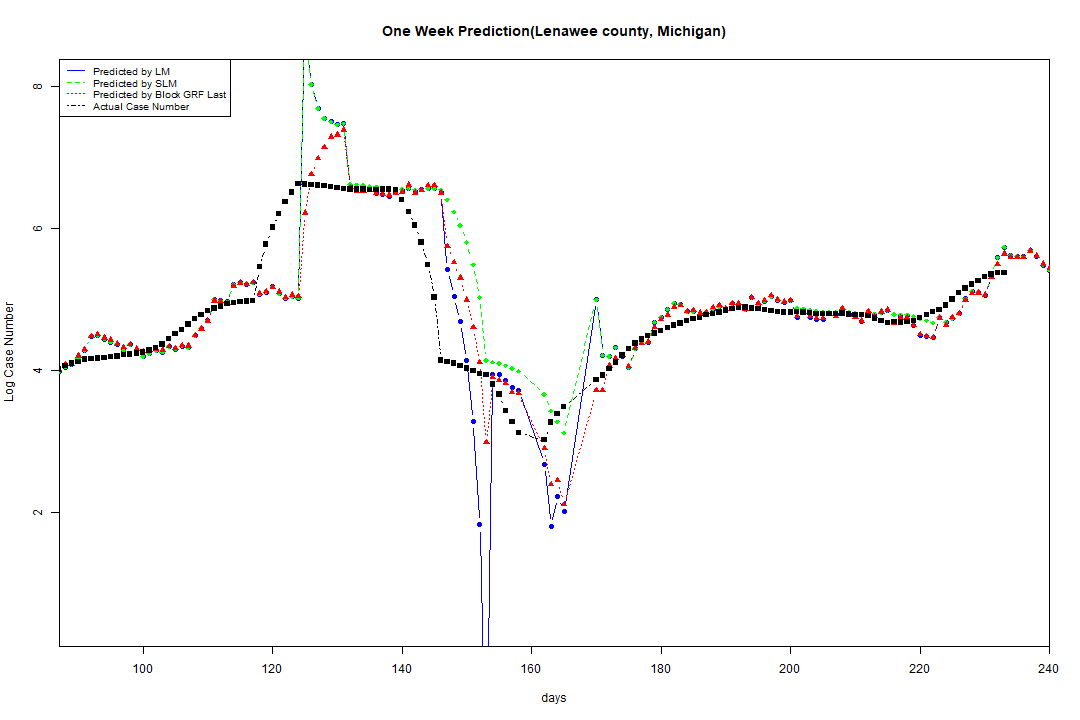 One Week Prediction(Lenawee county, Michigan)
Predicted by LM
Predicted by SLM
Predicted by Block GRF Last
Actual Case Number
8
6
4
2
Log Case Number
100 120 140 160 180 200 220 240
days